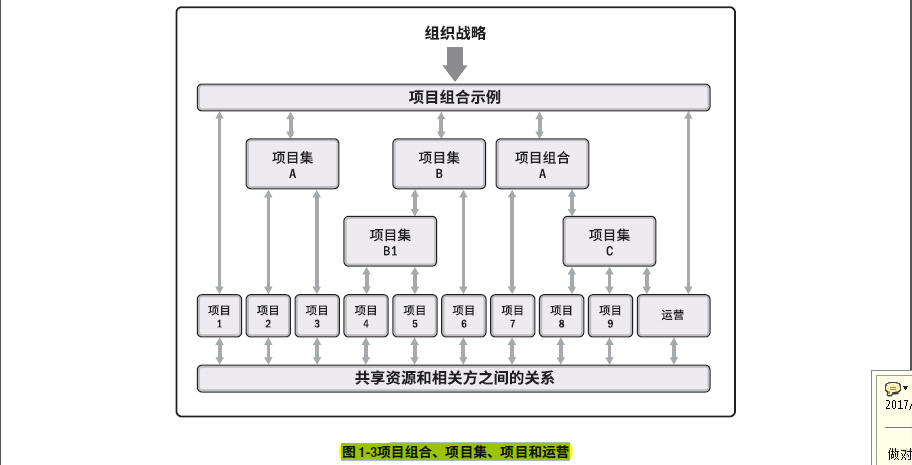 组织战略
项目组合示例
项目集
A
项目集
B
项目组合
A
项目集
B1
项目集
C
项目
1
项目
2
项目
3
项目
4
项目
5
项目
6
项目
7
项目
8
项目
9
运营
共享资源和相关方之间的关系
图 1-3项目组合、项目集、项目和运营
2017/
做对